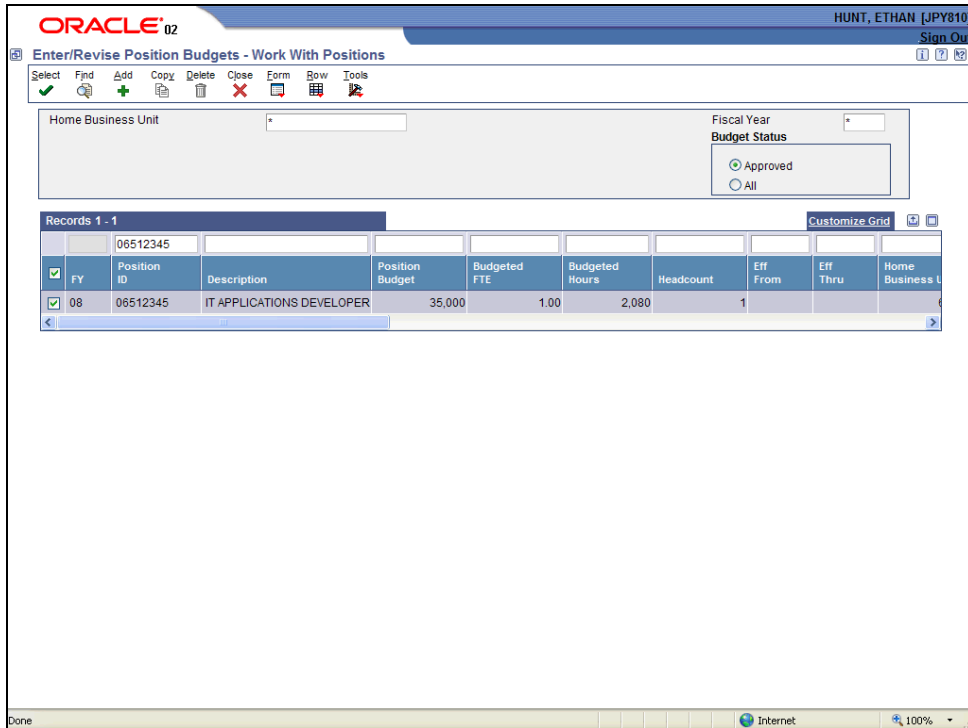 HUNT, ETHAN [JPY810
ORACLE 02
Sign Ou
Enter/Revise Position Budgets - Work With Positions
Select Find Add Copy Delete Close Form Row Tools
Home Business Unit * Fiscal Year *
Budget Status
Approved
All
Records 1 - 1 Customize Grid
06512345
FY Position ID Description Position Budget Budgeted FTE Budgeted Hours Headcount Eff From Eff Thru Home Business U
08 06512345 IT APPLICATIONS DEVELOPER 35,000 1.00 2,080 1
Done Internet 100%